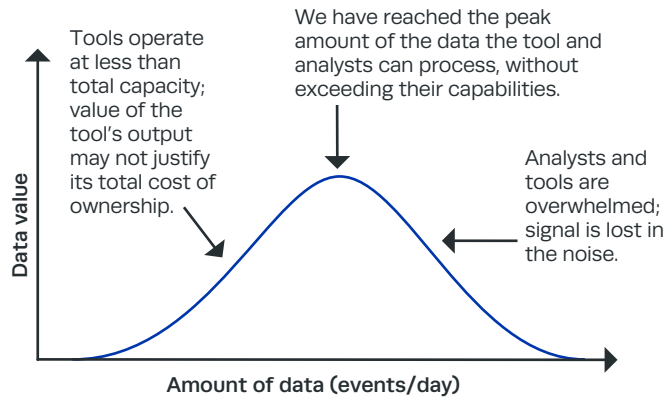 We have reached the peak
amount of the data the tool and
analysts can process, without
exceeding their capabilities.
Tools operate
at less than
total capacity;
value of the
tool's output
may not justify
its total cost of
ownership.
Analysts and
tools are
overwhelmed;
signal is lost in
the noise.
Data value
Amount of data (events/day)